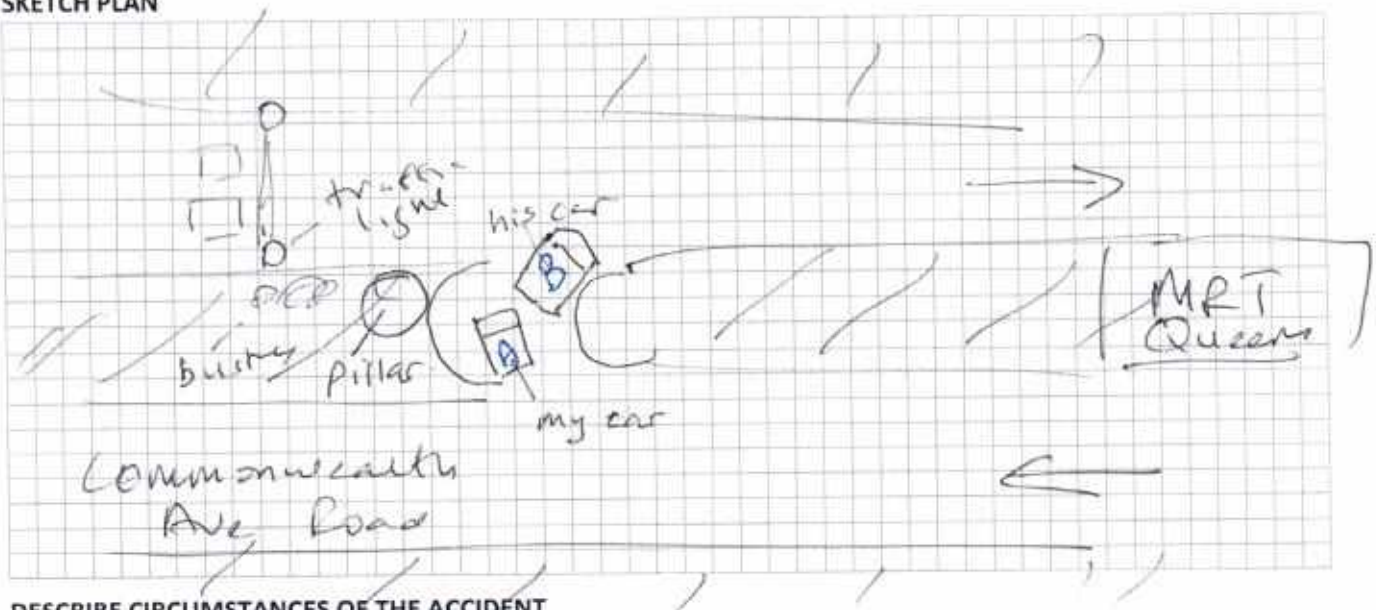 SKETCH PLAN
traffic
light
his car
B
MRT
Queens
pillar
A
my car
Commonwealth
Ave Road
DESCRIBE CIRCUMSTANCES OF THE ACCIDENT